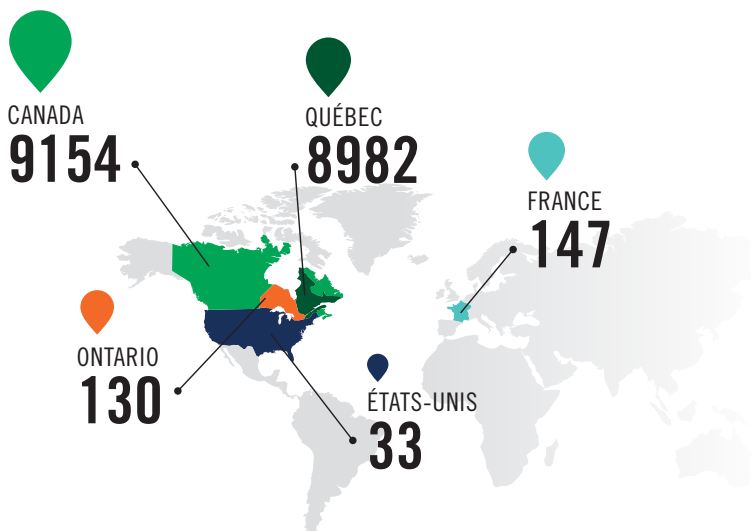 CANADA
9154
QUÉBEC
8982
FRANCE
147
ONTARIO
130
ÉTATS-UNIS
33